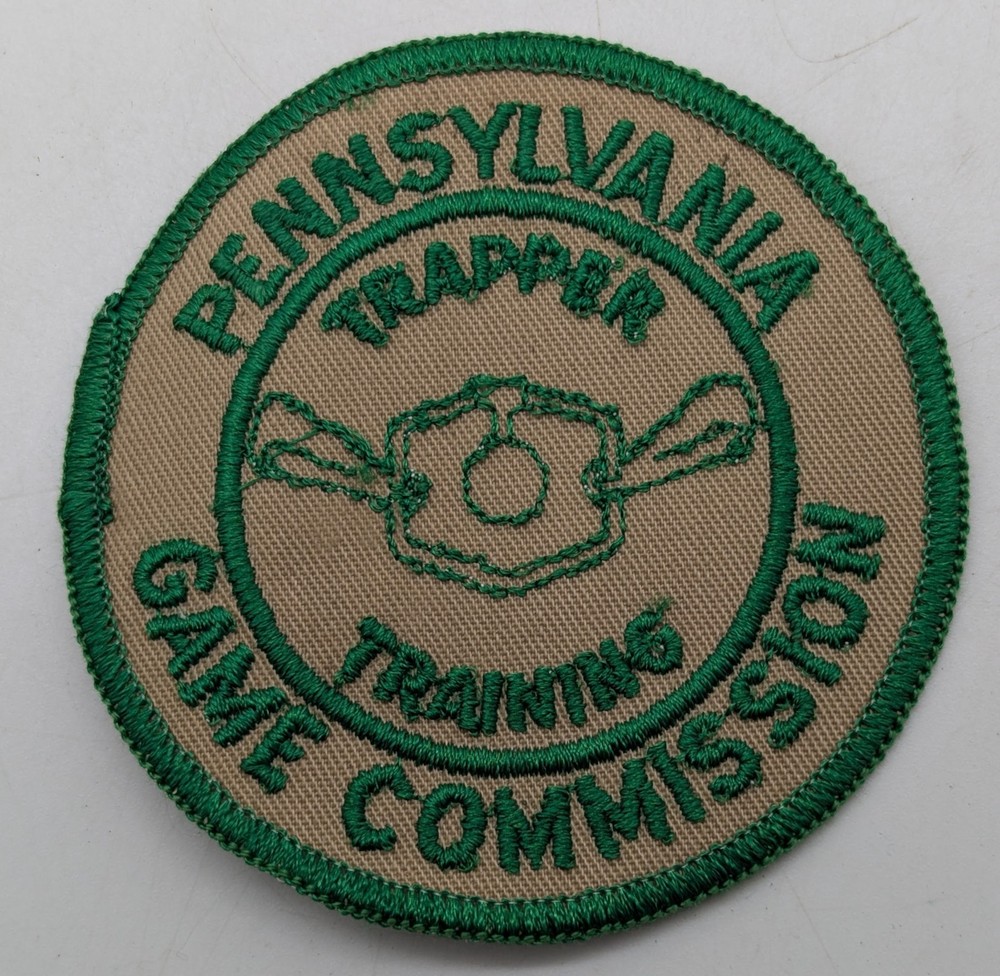 PENNSYLVANIA
TRAPPER
TRAINING
GAME COMMISSION